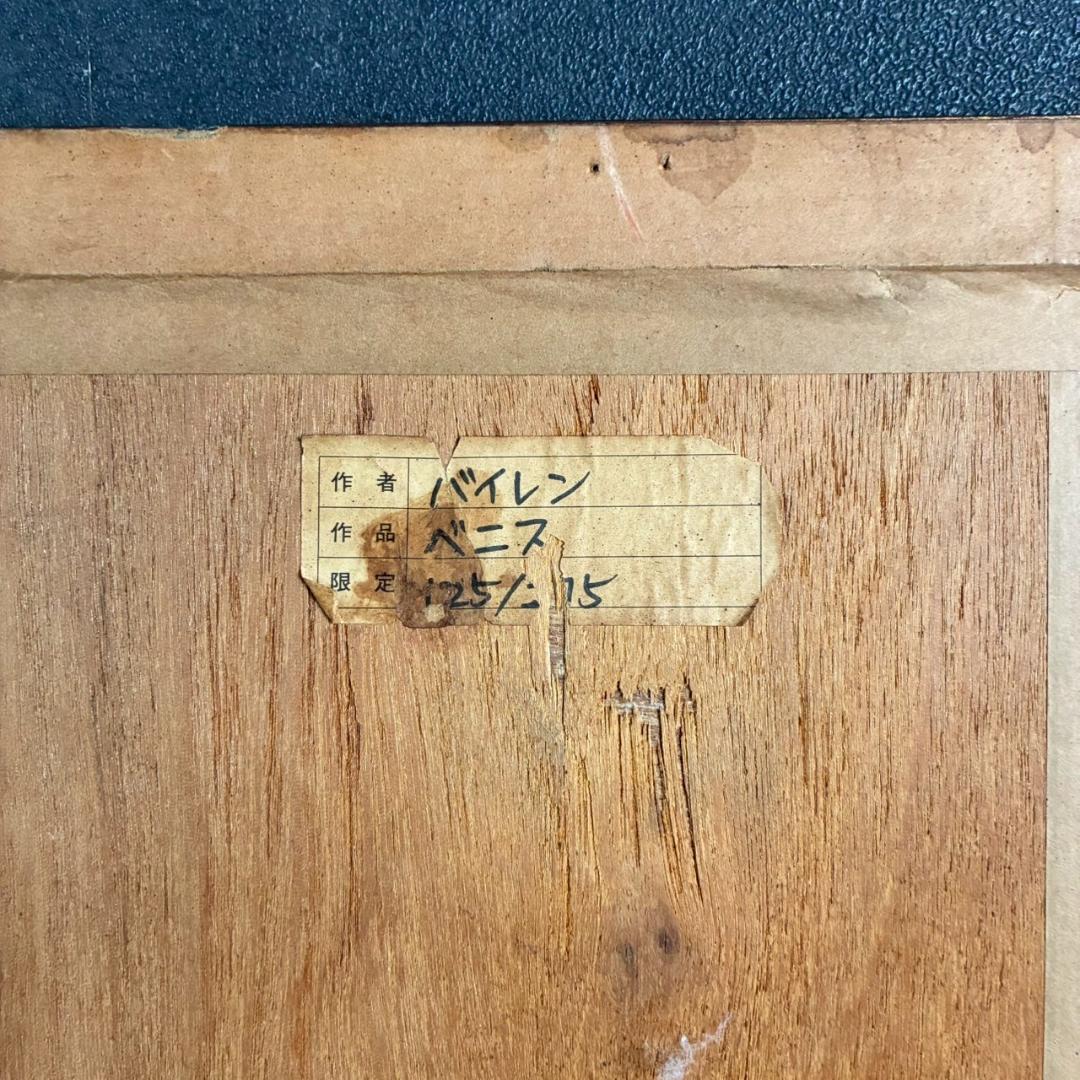 作者 バイレン
作品 ベニス
限定 125/